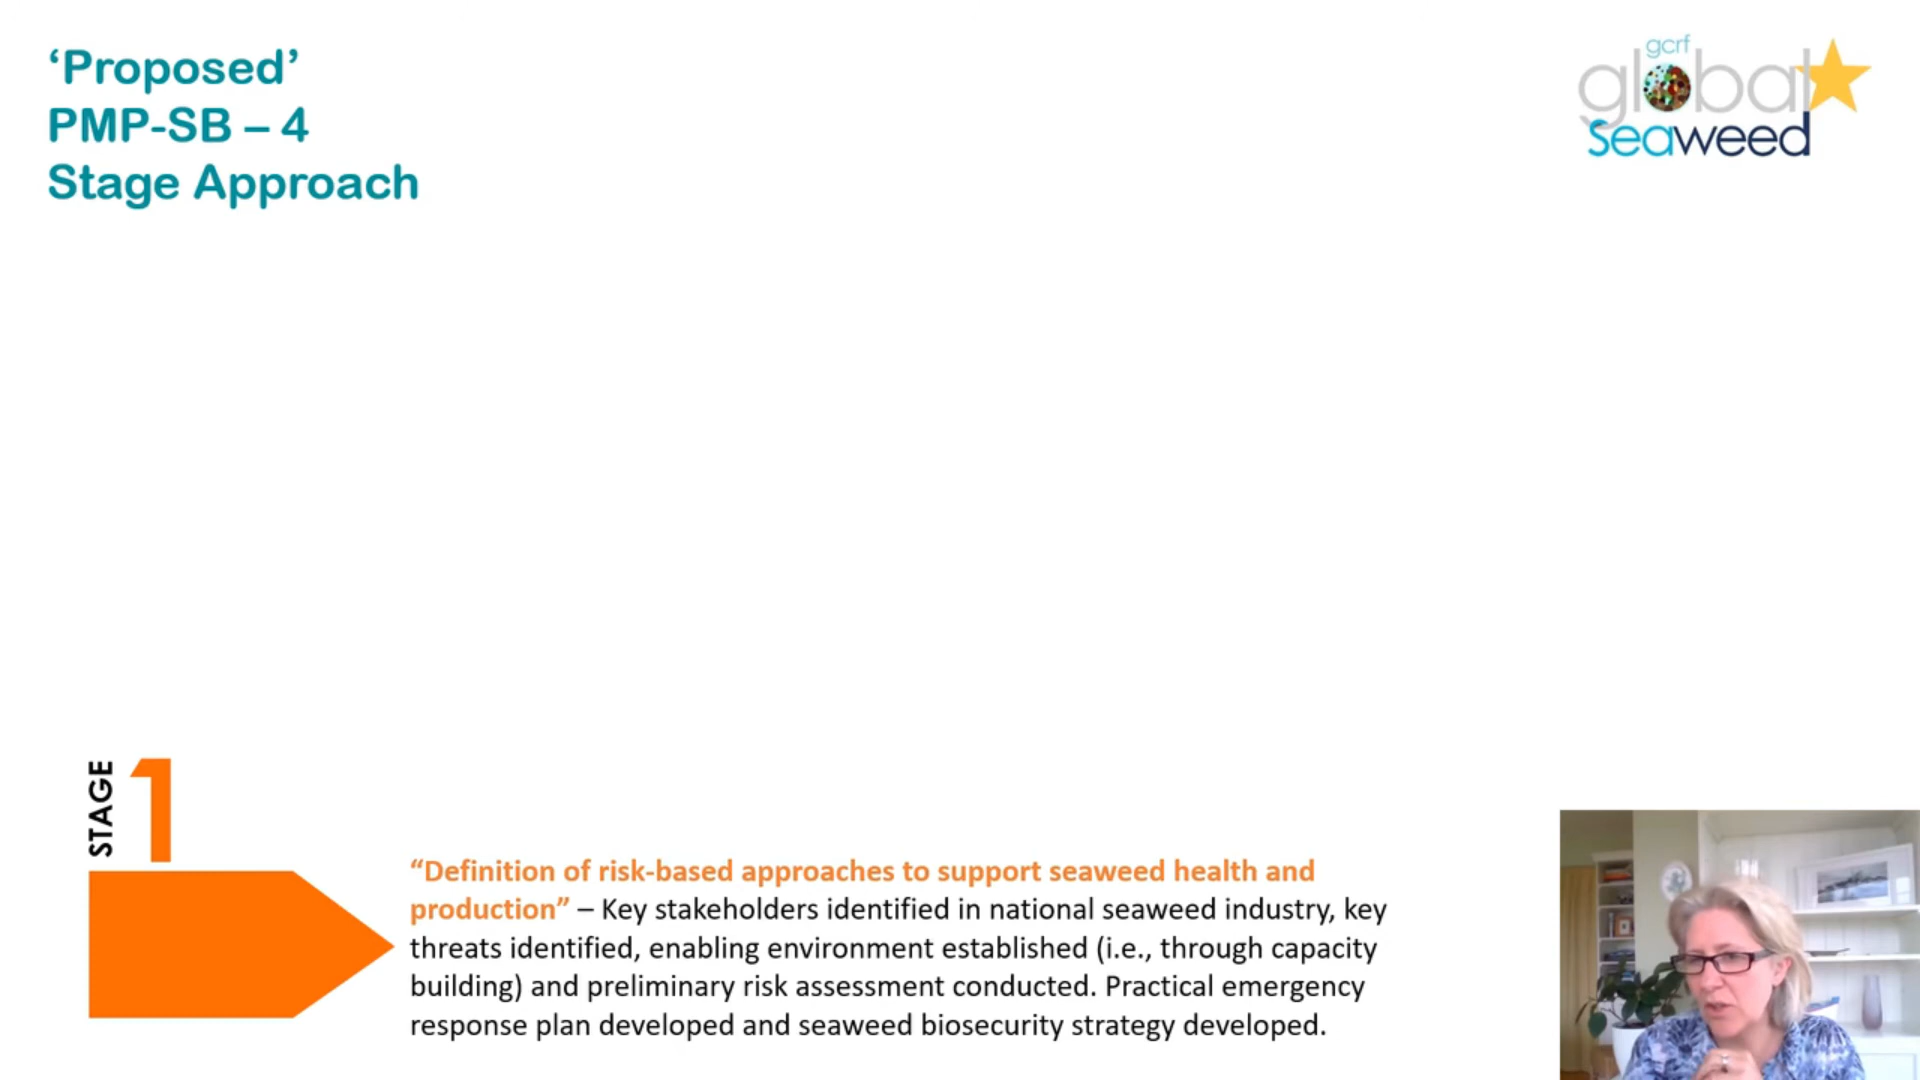 ‘Proposed’
PMP-SB – 4
Stage Approach
gcrf
global
Seaweed
STAGE
1
“Definition of risk-based approaches to support seaweed health and
production” – Key stakeholders identified in national seaweed industry, key
threats identified, enabling environment established (i.e., through capacity
building) and preliminary risk assessment conducted. Practical emergency
response plan developed and seaweed biosecurity strategy developed.